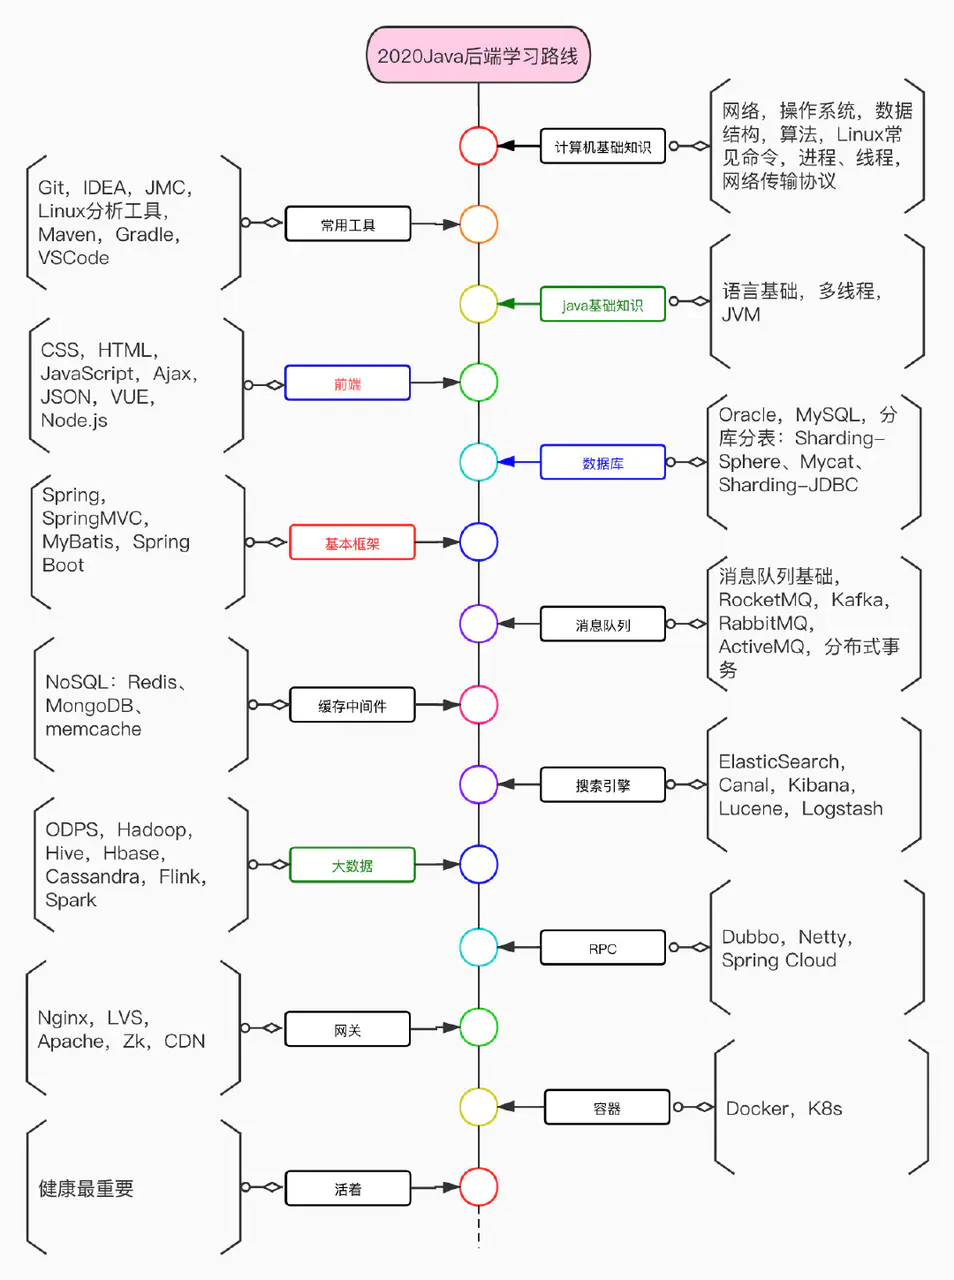 2020Java后端学习路线
计算机基础知识
网络，操作系统，数据
结构，算法，Linux常
见命令，进程、线程，
网络传输协议
Git，IDEA，JMC，
Linux分析工具，
Maven，Gradle，
VSCode
常用工具
java基础知识
语言基础，多线程，
JVM
CSS，HTML，
JavaScript，Ajax，
JSON，VUE，
Node.js
前端
数据库
Oracle，MySQL，分
库分表：Sharding-
Sphere、Mycat、
Sharding-JDBC
Spring，
SpringMVC，
MyBatis，Spring
Boot
基本框架
消息队列
消息队列基础，
RocketMQ，Kafka，
RabbitMQ，
ActiveMQ，分布式事
务
NoSQL：Redis、
MongoDB、
memcache
缓存中间件
搜索引擎
ElasticSearch，
Canal，Kibana，
Lucene，Logstash
ODPS，Hadoop，
Hive，Hbase，
Cassandra，Flink，
Spark
大数据
RPC
Dubbo，Netty，
Spring Cloud
Nginx，LVS，
Apache，Zk，CDN
网关
容器
Docker，K8s
健康最重要
活着